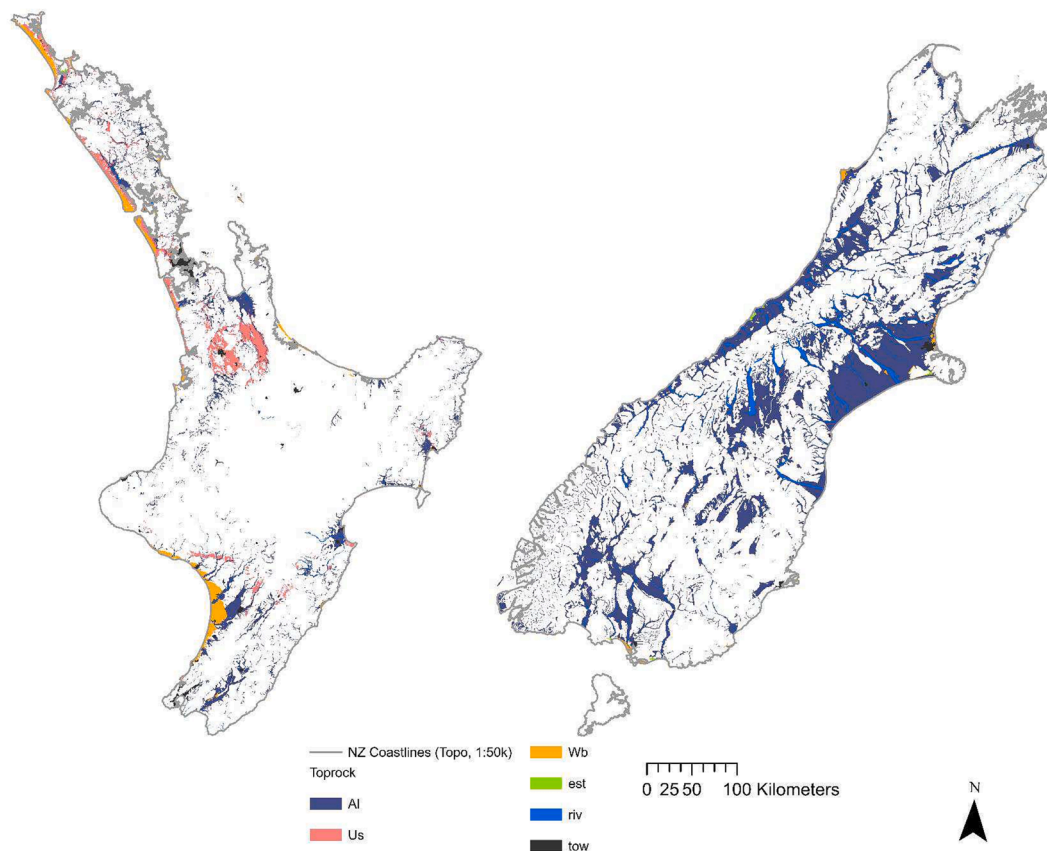 NZ Coastlines (Topo, 1:50k)
Toprock
Al
Us
Wb
est
riv
tow
0 25 50 100 Kilometers
N